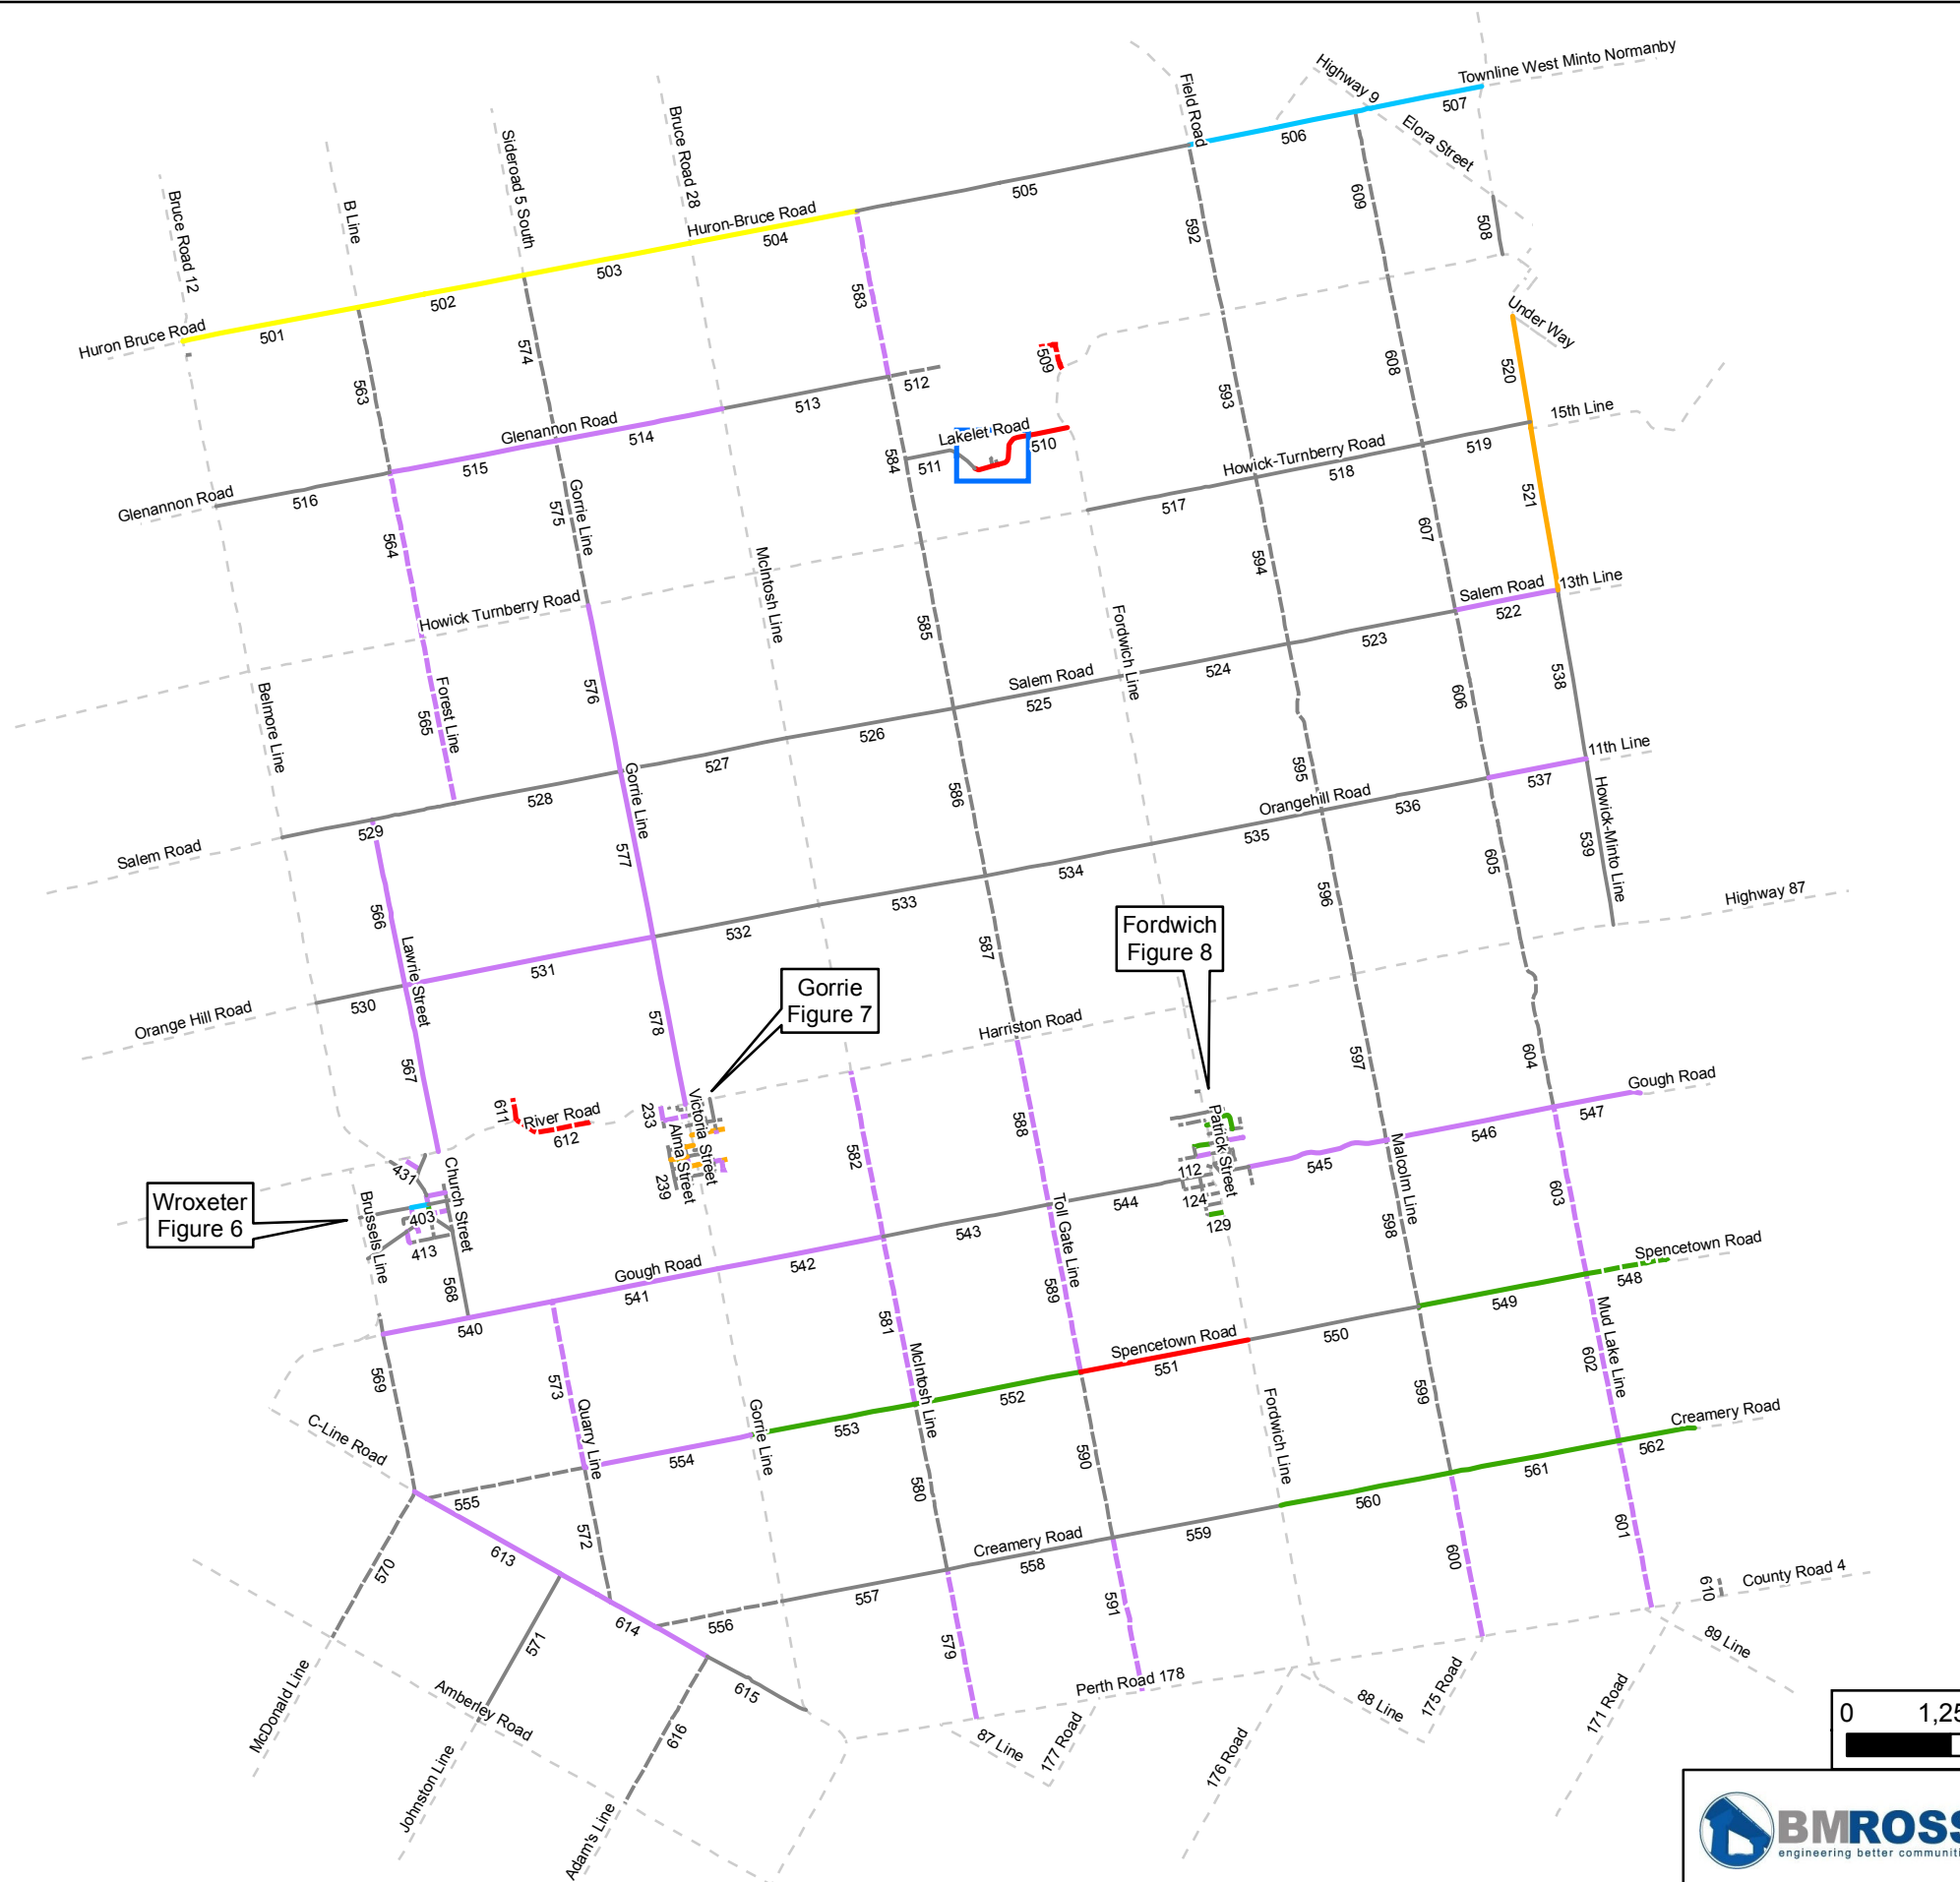 Townline West Minto Normanby
Highway 9
507
Field Road
506
Elora Street
Bruce Road 28
Sideroad 5 South
B Line
Bruce Road 12
505
609
508
592
Huron-Bruce Road
504
503
502
501
Huron Bruce Road
583
574
563
Under Way
520
608
509
593
512
513
15th Line
Glenannon Road
514
515
516
Glenannon Road
Lakelet Road
510
511
584
Howick-Turnberry Road
519
518
517
521
607
Gorrie Line
575
564
McIntosh Line
594
13th Line
Salem Road
522
Howick Turnberry Road
585
Fordwich Line
523
524
538
606
Salem Road
525
576
Forest Line
565
Belmore Line
526
527
528
529
Salem Road
Gorrie Line
577
586
595
11th Line
537
Orangehill Road
536
535
Howick-Minto Line
539
605
534
533
532
531
530
Orange Hill Road
566
Lawrie Street
596
587
Highway 87
Fordwich
Figure 8
Gorrie
Figure 7
578
Harriston Road
567
597
604
Gough Road
547
546
545
544
543
611
River Road
612
233
Victoria Street
Alma Street
239
588
582
Patrick Street
112
124
129
Malcolm Line
598
603
431
Church Street
Wroxeter
Figure 6
403
413
Brussels Line
568
Toll Gate Line
589
Gough Road
542
541
540
Spencetown Road
548
549
550
Spencetown Road
551
552
553
554
555
581
McIntosh Line
573
Quarry Line
569
C-Line Road
Gorrie Line
Mud Lake Line
602
599
Fordwich Line
590
580
572
Creamery Road
562
561
560
559
Creamery Road
558
557
556
613
614
615
570
571
616
601
600
591
579
610
County Road 4
89 Line
Perth Road 178
88 Line
175 Road
171 Road
87 Line
177 Road
176 Road
McDonald Line
Amberley Road
Johnston Line
Adam's Line
0 1,25
BMROSS
engineering better communiti